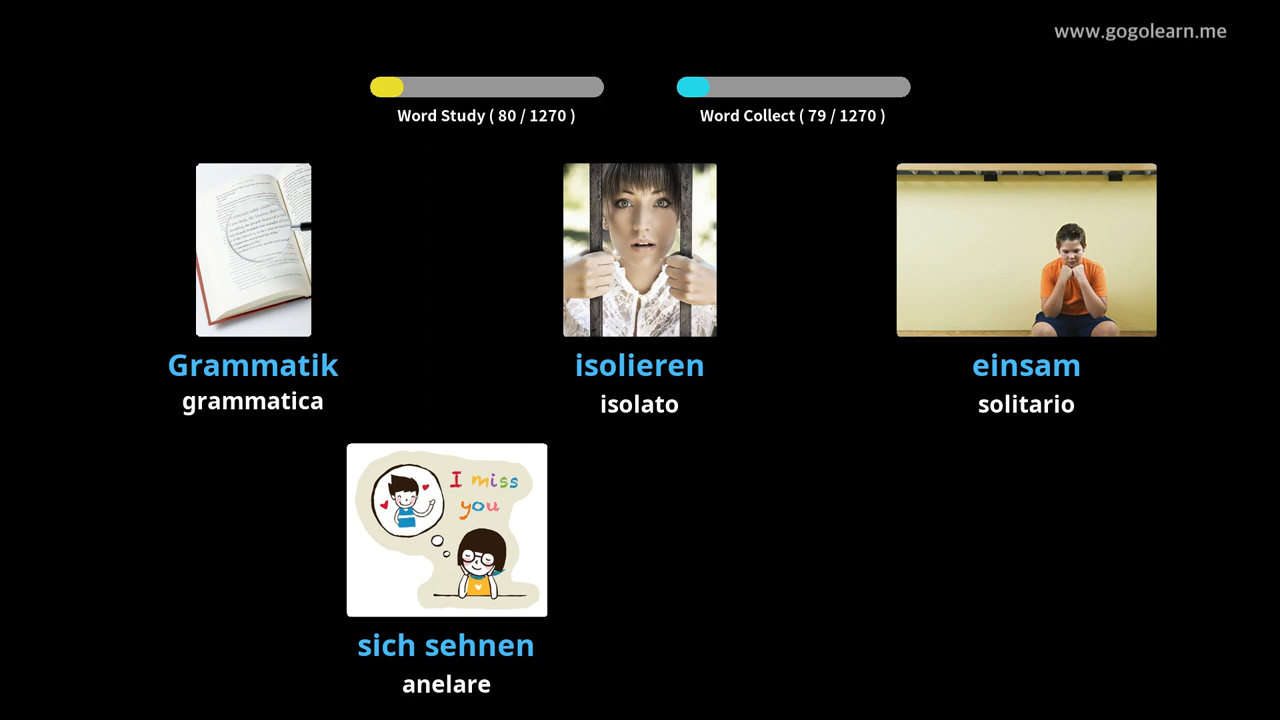 www.gogolearn.me
Word Study ( 80 / 1270 )
Word Collect ( 79 / 1270 )
Grammatik
grammatica
isolieren
isolato
einsam
solitario
I miss
you
sich sehnen
anelare